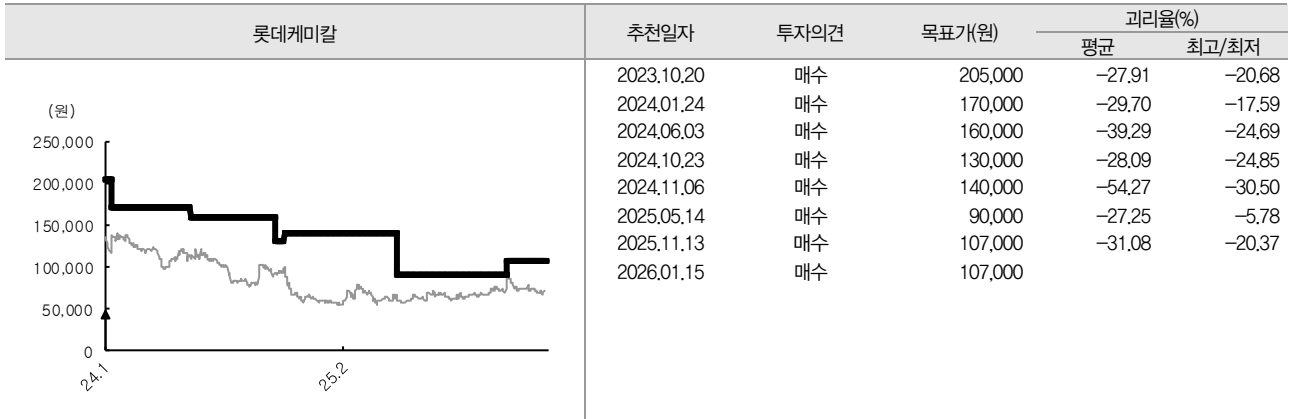 롯데케미칼
추천일자 투자의견 목표가(원) 괴리율(%)
평균 최고/최저
2023.10.20 매수 205,000 -27.91 -20.68
2024.01.24 매수 170,000 -29.70 -17.59
2024.06.03 매수 160,000 -39.29 -24.69
2024.10.23 매수 130,000 -28.09 -24.85
2024.11.06 매수 140,000 -54.27 -30.50
2025.05.14 매수 90,000 -27.25 -5.78
2025.11.13 매수 107,000 -31.08 -20.37
2026.01.15 매수 107,000
(원)
250,000
200,000
150,000
100,000
50,000
0
24.1 25.2